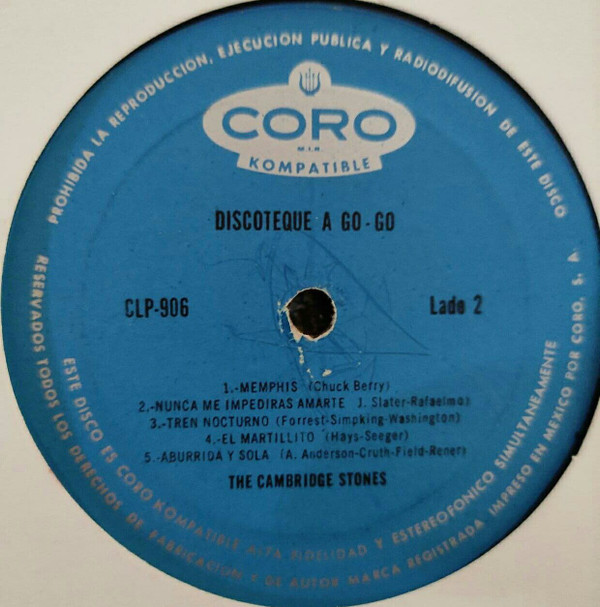 PROHIBIDA LA REPRODUCCION, EJECUCION PUBLICA Y RADIODIFUSION DE ESTE DISCO
CORO
M.I.R.
KOMPATIBLE
DISCOTEQUE A GO-GO
CLP-906
Lado 2
1.-MEMPHIS (Chuck Berry)
2.-NUNCA ME IMPEDIRAS AMARTE J. Slater-Rafaelmo)
3.-TREN NOCTURNO (Forrest-Simpking-Washington)
4.-EL MARTILLITO (Hays-Seeger)
5.-ABURRIDA Y SOLA (A. Anderson-Cruth-Field-Rener)
THE CAMBRIDGE STONES
ESTE DISCO ES CORO KOMPATIBLE ALTA FIDELIDAD Y ESTEREOFONICO SIMULTANEAMENTE
RESERVADOS TODOS LOS DERECHOS DE FABRICACION Y DE AUTOR MARCA REGISTRADA IMPRESO EN MEXICO POR CORO, S. A.